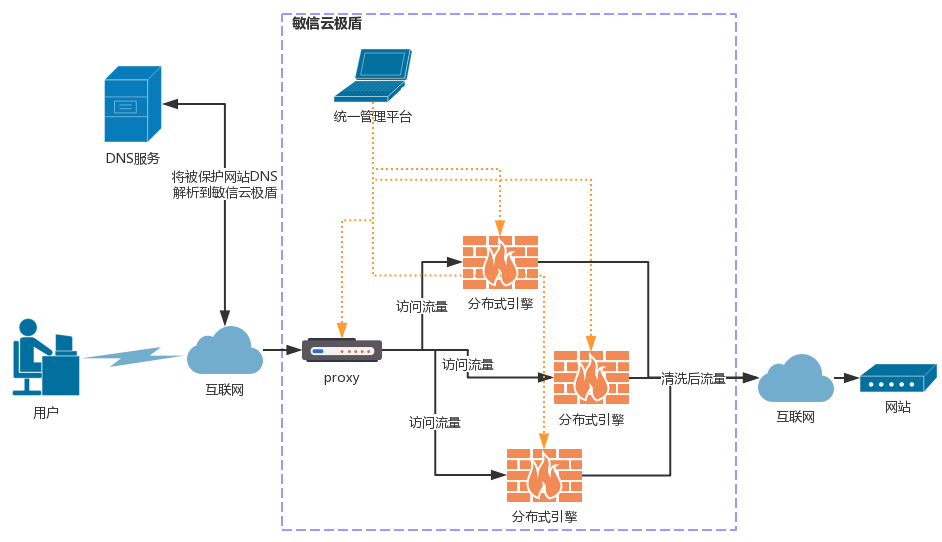 敏信云极盾
统一管理平台
DNS服务
将被保护网站DNS
解析到敏信云极盾
访问流量
分布式引擎
用户
互联网
proxy
访问流量
分布式引擎
清洗后流量
互联网
网站
访问流量
分布式引擎